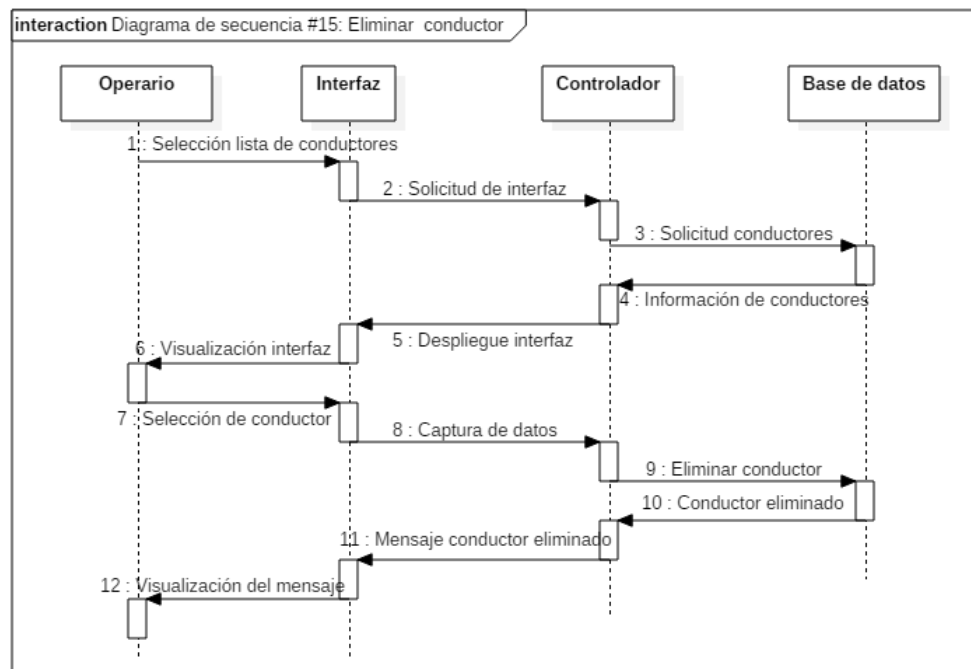 interaction Diagrama de secuencia #15: Eliminar conductor
Operario
Interfaz
Controlador
Base de datos
1 : Selección lista de conductores
2 : Solicitud de interfaz
3 : Solicitud conductores
4 : Información de conductores
5 : Despliegue interfaz
6 : Visualización interfaz
7 : Selección de conductor
8 : Captura de datos
9 : Eliminar conductor
10 : Conductor eliminado
11 : Mensaje conductor eliminado
12 : Visualización del mensaje